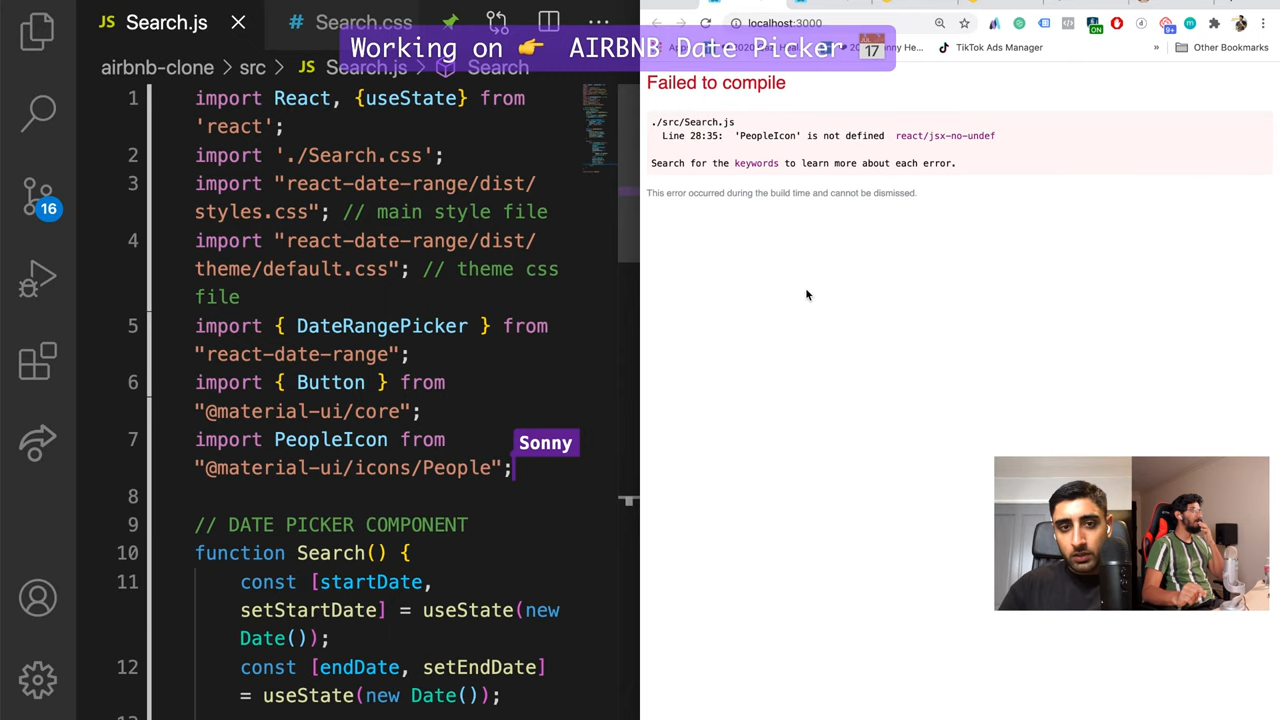 Search.js
Search.css
Working on 👉 AIRBNB Date Picker 📅
airbnb-clone > src > JS Search.js > Search
16
1 import React, {useState} from
'react';
2 import './Search.css';
3 import "react-date-range/dist/
styles.css"; // main style file
4 import "react-date-range/dist/
theme/default.css"; // theme css
file
5 import { DateRangePicker } from
"react-date-range";
6 import { Button } from
"@material-ui/core";
7 import PeopleIcon from
"@material-ui/icons/People";
Sonny
8
9 // DATE PICKER COMPONENT
10 function Search() {
11 const [startDate,
setStartDate] = useState(new
Date());
12 const [endDate, setEndDate]
= useState(new Date());
localhost:3000
TikTok Ads Manager
» Other Bookmarks
Failed to compile
./src/Search.js
Line 28:35: 'PeopleIcon' is not defined react/jsx-no-undef
Search for the keywords to learn more about each error.
This error occurred during the build time and cannot be dismissed.